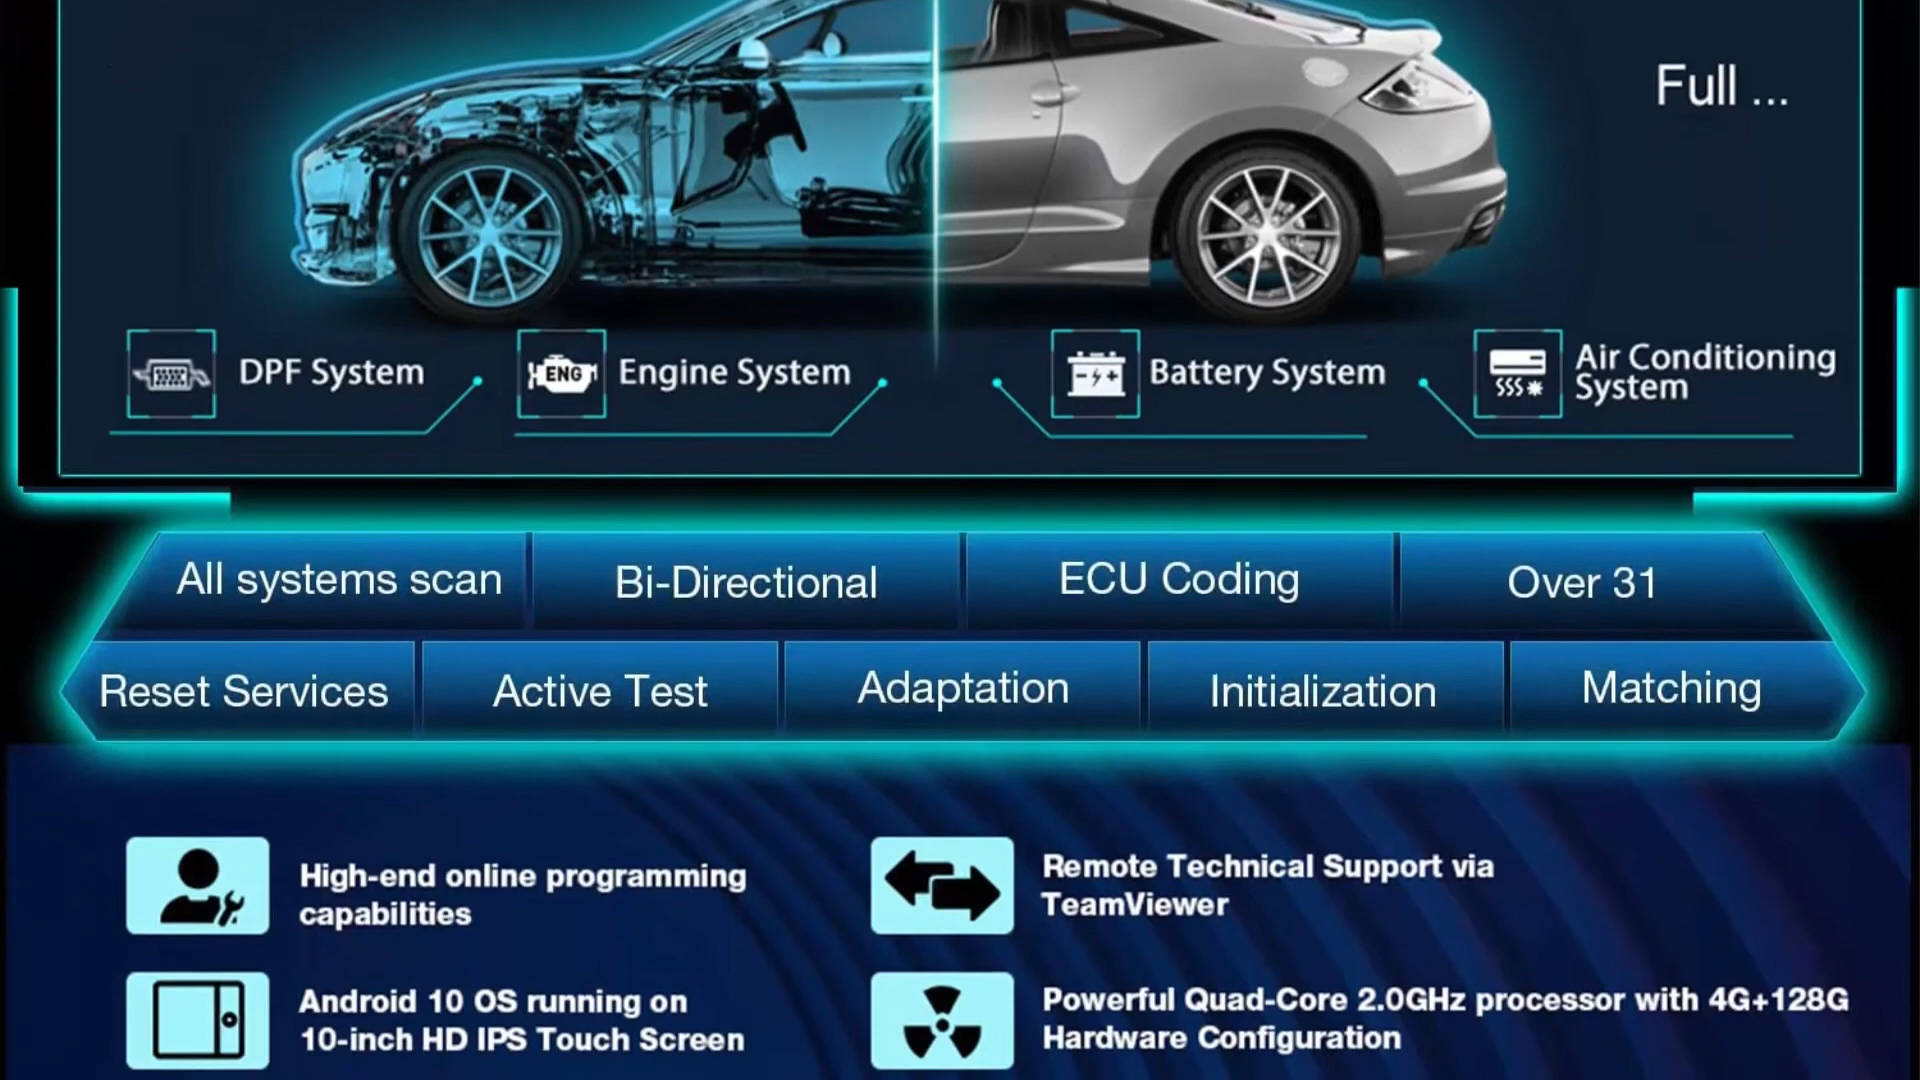 Full ...
DPF System
ENG
Engine System
Battery System
Air Conditioning
System
All systems scan
Bi-Directional
ECU Coding
Over 31
Reset Services
Active Test
Adaptation
Initialization
Matching
High-end online programming
capabilities
Remote Technical Support via
TeamViewer
Android 10 OS running on
10-inch HD IPS Touch Screen
Powerful Quad-Core 2.0GHz processor with 4G+128G
Hardware Configuration